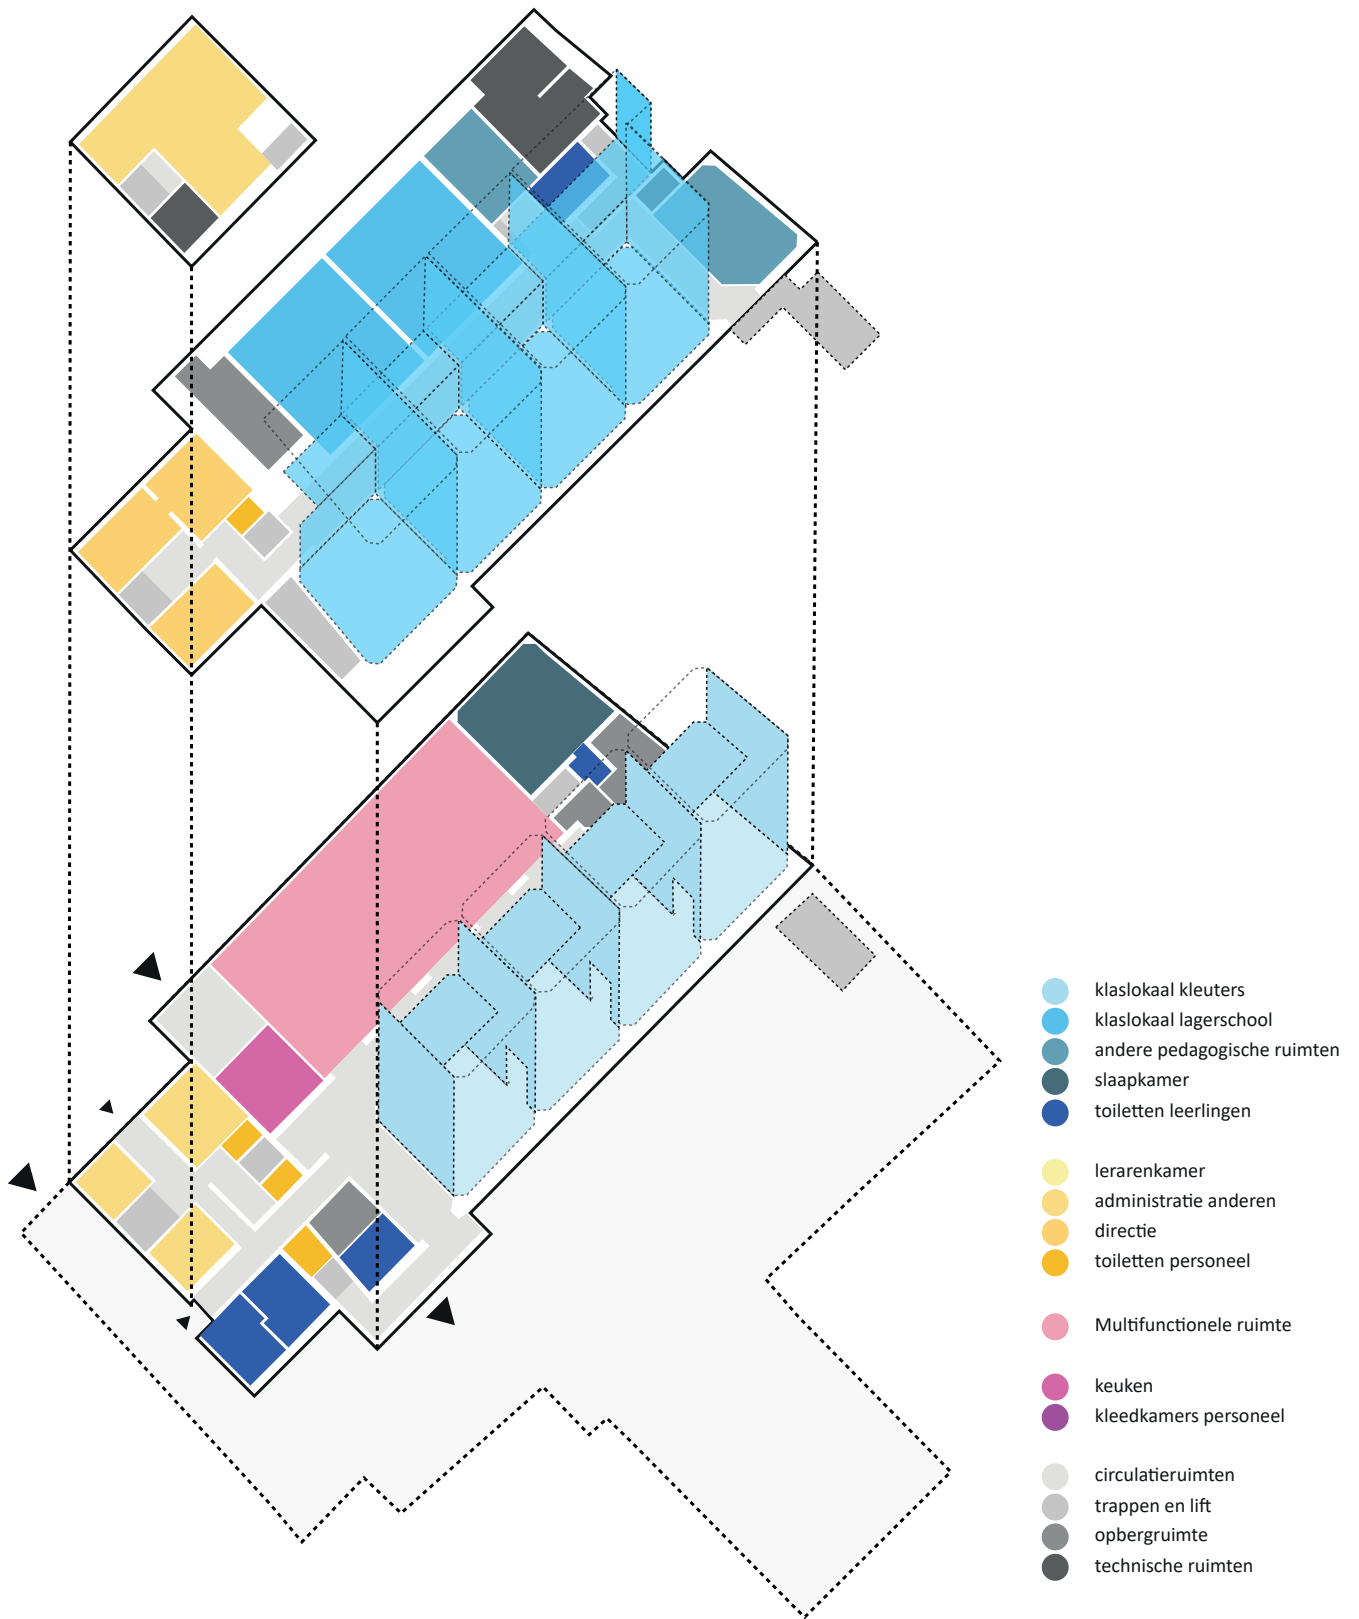 klaslokaal kleuters
klaslokaal lagerschool
andere pedagogische ruimten
slaapkamer
toiletten leerlingen
lerarenkamer
administratie anderen
directie
toiletten personeel
Multifunctionele ruimte
keuken
kleedkamers personeel
circulatieruimten
trappen en lift
opbergruimte
technische ruimten